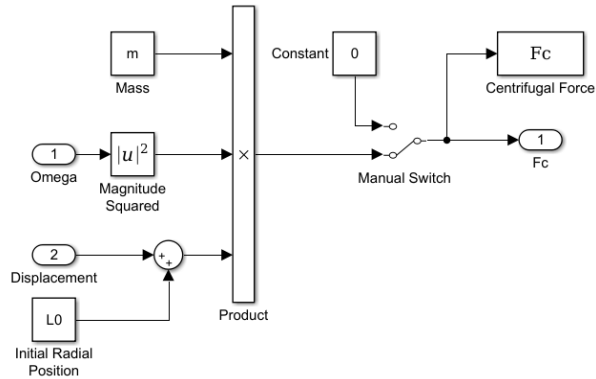 m
Mass
Constant
0
Fc
Centrifugal Force
1
Omega
|u|²
Magnitude
Squared
×
Manual Switch
1
Fc
2
Displacement
+
+
L0
Initial Radial
Position
Product